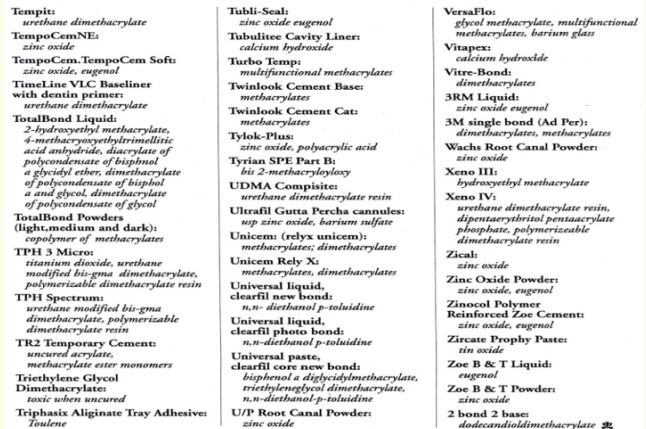 Tempit:
urethane dimethacrylate
TempoCemNE:
zinc oxide
TempoCem.TempoCem Soft:
zinc oxide, eugenol
TimeLine VLC Baseliner
with dentin primer:
urethane dimethacrylate
TotalBond Liquid:
2-hydroxyethyl methacrylate,
4-methacryoxyethyltrimellitic
acid anhydride, diacrylate of
polycondensate of bisphnol
a glycidyl ether, dimethacrylate
of polycondensate of bisphol
a and glycol, dimethacrylate
of polycondensate of glycol
TotalBond Powders
(light,medium and dark):
copolymer of methacrylates
TPH 3 Micro:
titanium dioxide, urethane
modified bis-gma dimethacrylate,
polymerizable dimethacrylate resin
TPH Spectrum:
urethane modified bis-gma
dimethacrylate, polymerizable
dimethacrylate resin
TR2 Temporary Cement:
uncured acrylate,
methacrylate ester monomers
Triethylene Glycol
Dimethacrylate:
toxic when uncured
Triphasix Aliginate Tray Adhesive:
Toulene
Tubli-Seal:
zinc oxide eugenol
Tubulitee Cavity Liner:
calcium hydroxide
Turbo Temp:
multifunctional methacrylates
Twinlook Cement Base:
methacrylates
Twinlook Cement Cat:
methacrylates
Tylok-Plus:
zinc oxide, polyacrylic acid
Tyrian SPE Part B:
bis 2-methacryloyloxy
UDMA Compisite:
urethane dimethacrylate resin
Ultrafil Gutta Percha cannules:
usp zinc oxide, barium sulfate
Unicem: (relyx unicem):
methacrylates; dimethacrylates
Unicem Rely X:
methacrylates, dimethacrylates
Universal liquid,
clearfil new bond:
n,n- diethanol p-toluidine
Universal liquid,
clearfil photo bond:
n,n-diethanol p-toluidine
Universal paste,
clearfil core new bond:
bisphenol a diglycidylmethacrylate,
triethyleneglycol dimethacrylate,
n,n-diethanol-p-toluidine
U/P Root Canal Powder:
zinc oxide
VersaFlo:
glycol methacrylate, multifunctional
methacrylates, barium glass
Vitapex:
calcium hydroxide
Vitre-Bond:
dimethacrylates
3RM Liquid:
zinc oxide eugenol
3M single bond (Ad Per):
dimethacrylates, methacrylates
Wachs Root Canal Powder:
zinc oxide
Xeno III:
hydroxyethyl methacrylate
Xeno IV:
urethane dimethacrylate resin,
dipentaerythritol pentaacrylate
phosphate, polymerizeable
dimethacrylate resin
Zical:
zinc oxide
Zinc Oxide Powder:
zinc oxide, eugenol
Zinocol Polymer
Reinforced Zoe Cement:
zinc oxide, eugenol
Zircate Prophy Paste:
tin oxide
Zoe B & T Liquid:
eugenol
Zoe B & T Powder:
zinc oxide
2 bond 2 base:
dodecandioldimethacrylate